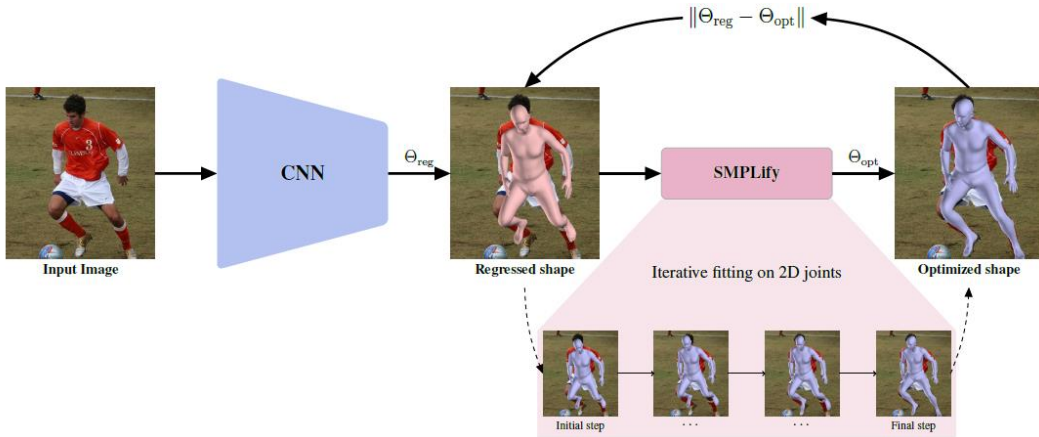 ‖Θreg − Θopt‖
3
CNN
Θreg
SMPLify
Θopt
Input Image
Regressed shape
Iterative fitting on 2D joints
Optimized shape
Initial step
. . .
. . .
Final step